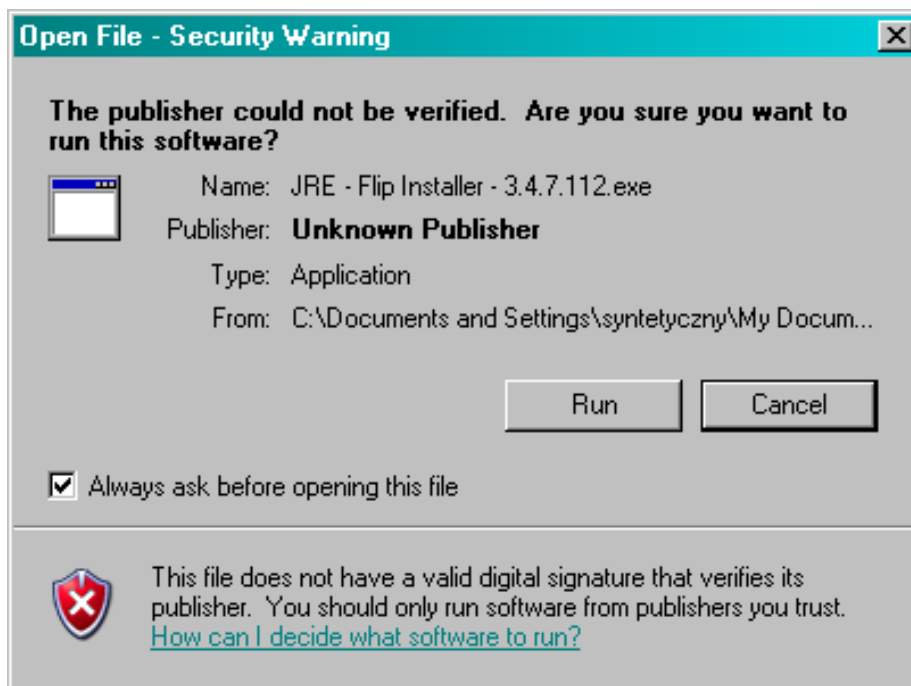 Open File - Security Warning
The publisher could not be verified.  Are you sure you want to
run this software?
Name: JRE - Flip Installer - 3.4.7.112.exe
Publisher: Unknown Publisher
Type: Application
From: C:\Documents and Settings\syntetyczny\My Docum...
Run Cancel
Always ask before opening this file
This file does not have a valid digital signature that verifies its
publisher.  You should only run software from publishers you trust.
How can I decide what software to run?